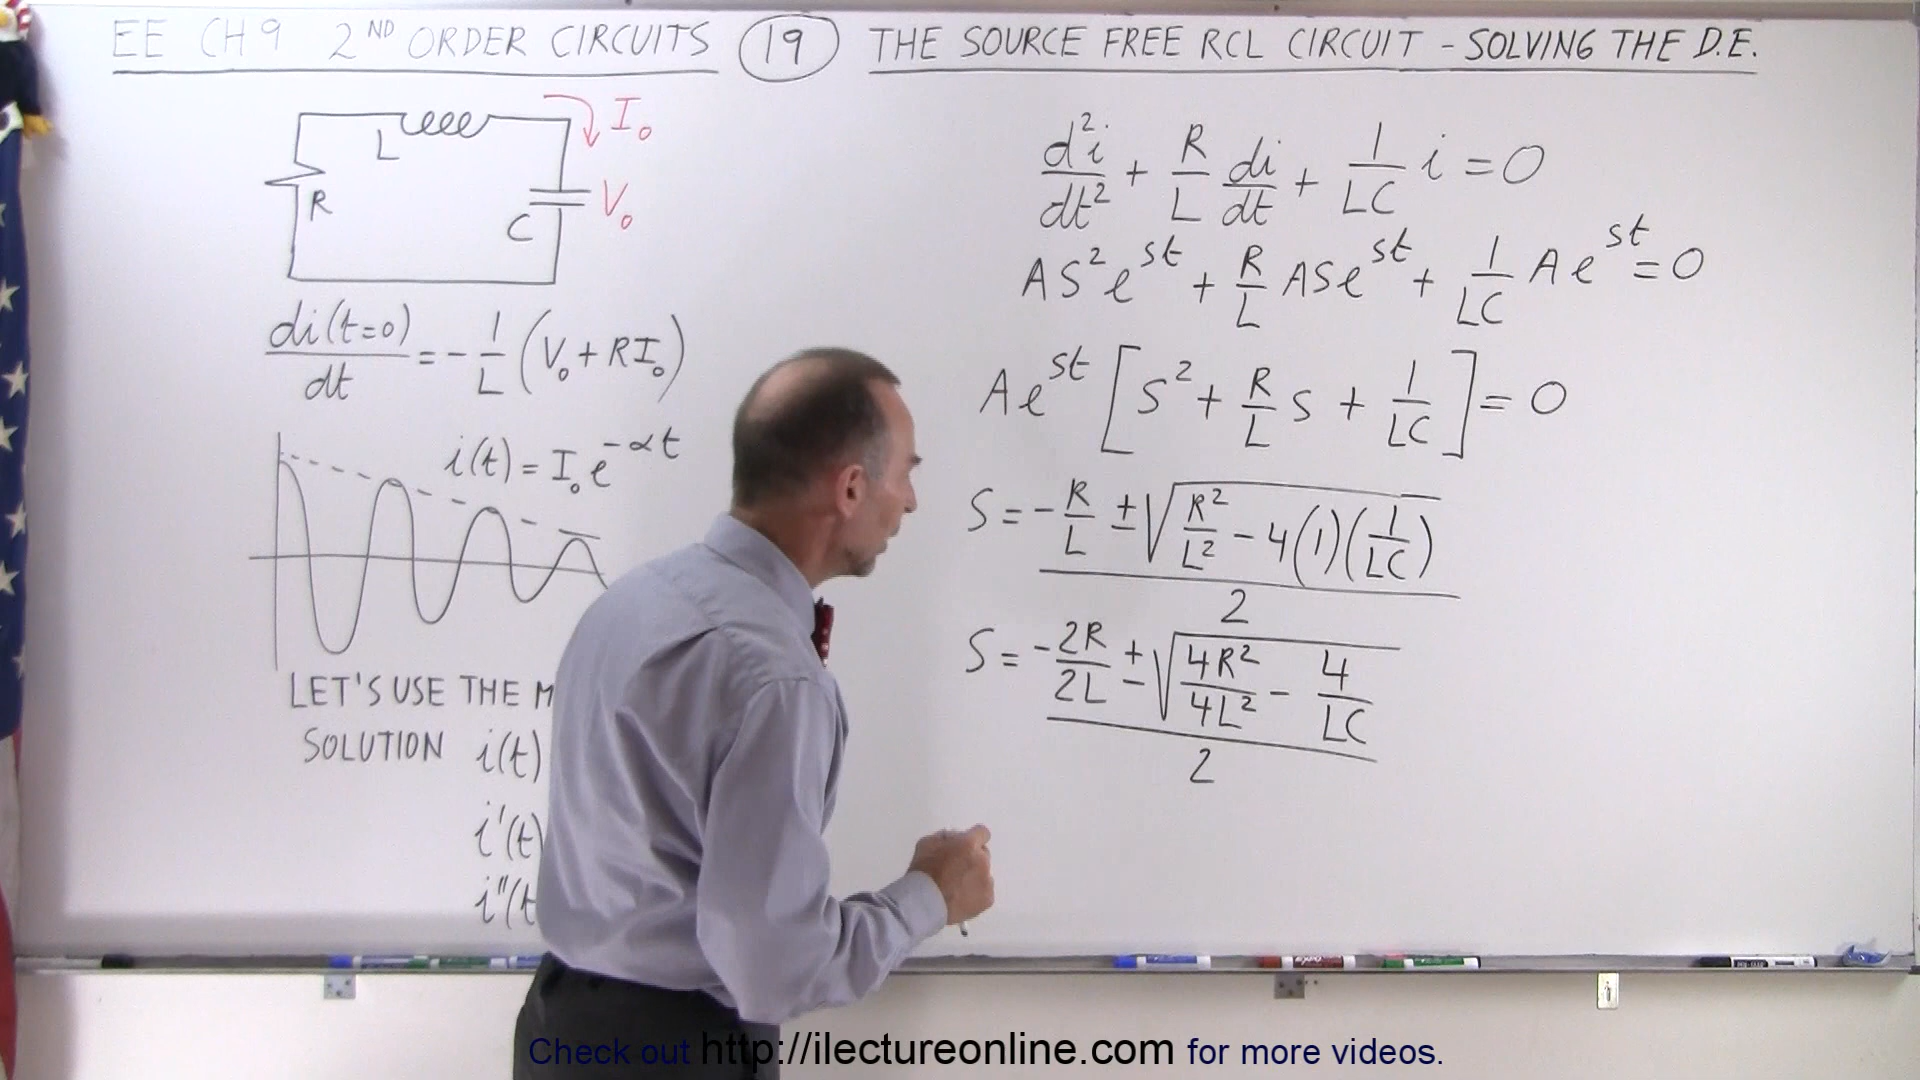 EE CH 9 2ND ORDER CIRCUITS 19 THE SOURCE FREE RCL CIRCUIT - SOLVING THE D.E.
L
I₀
R
C
V₀
di(t=0)/dt = - 1/L (V₀ + RI₀)
i(t) = I₀e^(-αt)
LET'S USE THE
SOLUTION i(t)
i'(t)
i"(t
d²i/dt² + R/L di/dt + 1/LC i = 0
AS²e^st + R/L ASe^st + 1/LC Ae^st = 0
Ae^st [S² + R/L S + 1/LC] = 0
S = (-R/L ± √(R²/L² - 4(1)(1/LC)))/2
S = (-2R/2L ± √(4R²/4L² - 4/LC))/2
Check out http://ilectureonline.com for more videos.